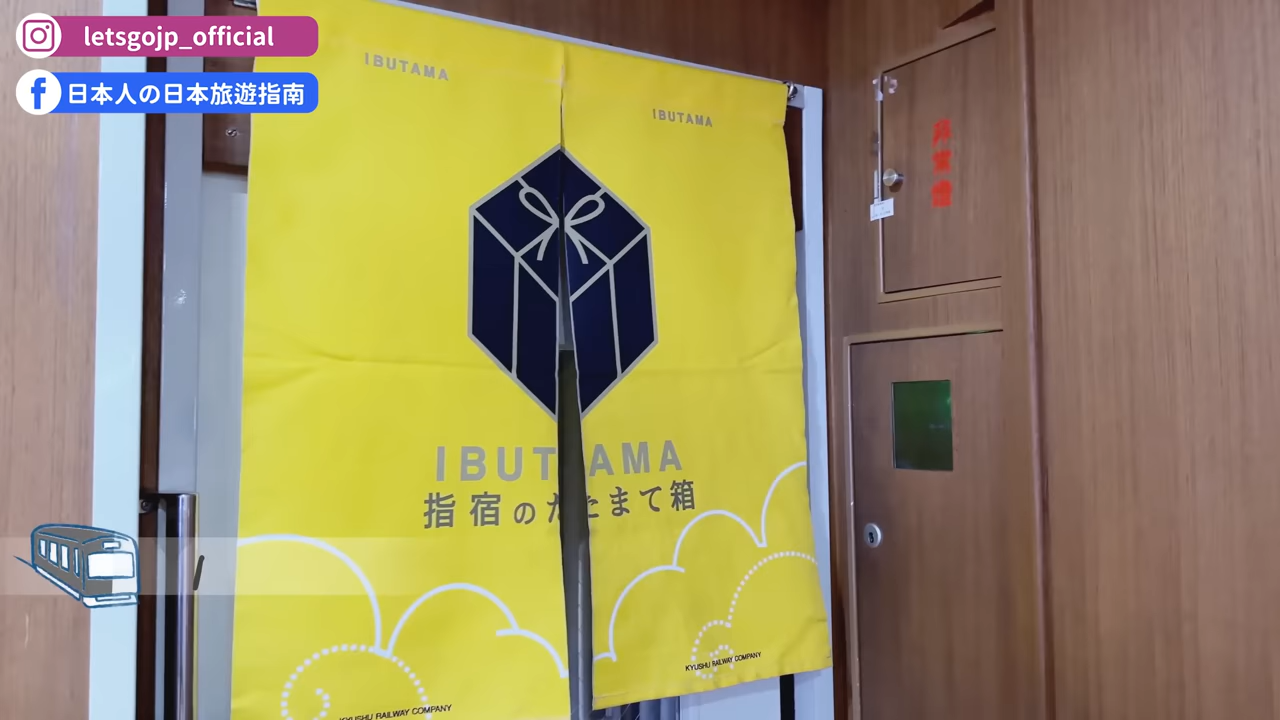 letsgojp_official
日本人の日本旅遊指南
IBUTAMA
IBUTAMA
IBUTAMA
指宿のたまて箱
KYUSHU RAILWAY COMPANY
KYUSHU RAILWAY COMPANY